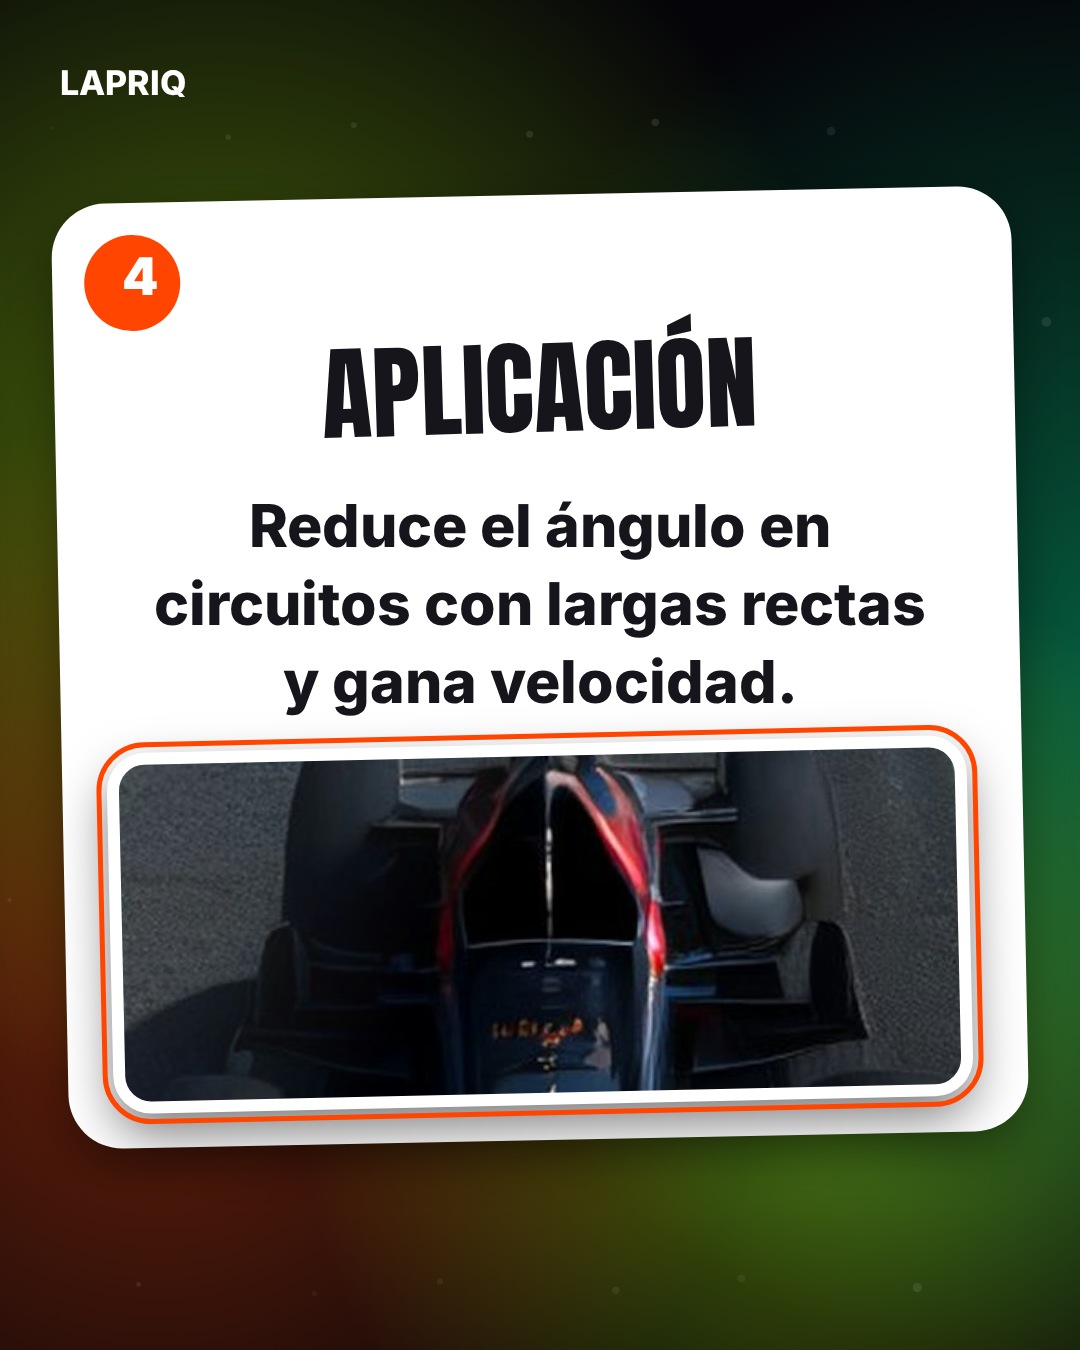 LAPRIQ
4
APLICACIÓN
Reduce el ángulo en
circuitos con largas rectas
y gana velocidad.